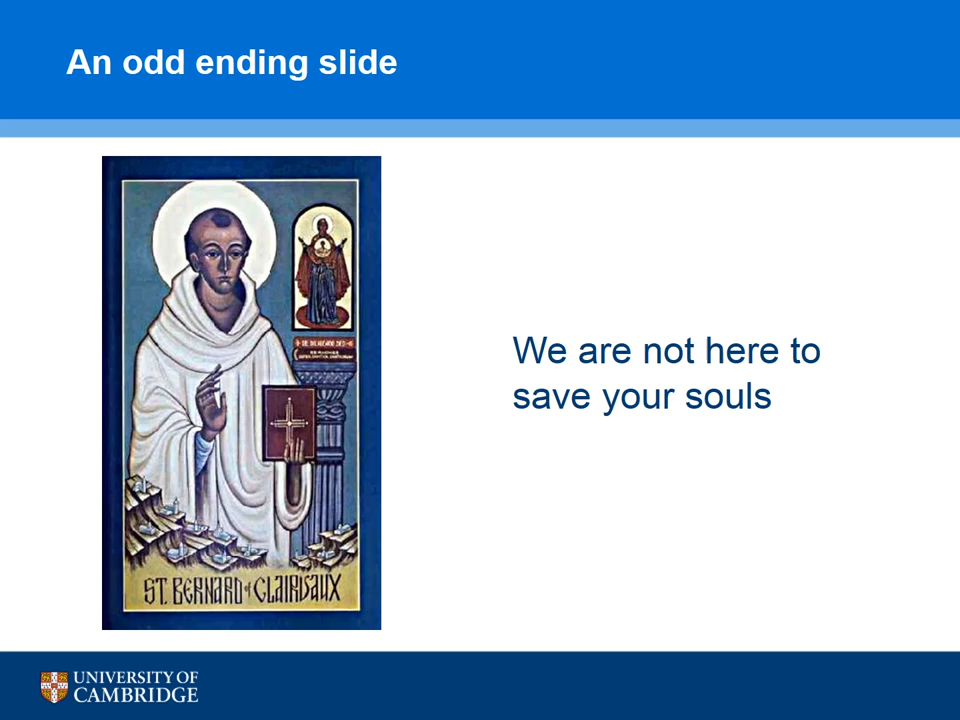 An odd ending slide
We are not here to
save your souls
ST. BERNARD of CLAIRVAUX
UNIVERSITY OF
CAMBRIDGE